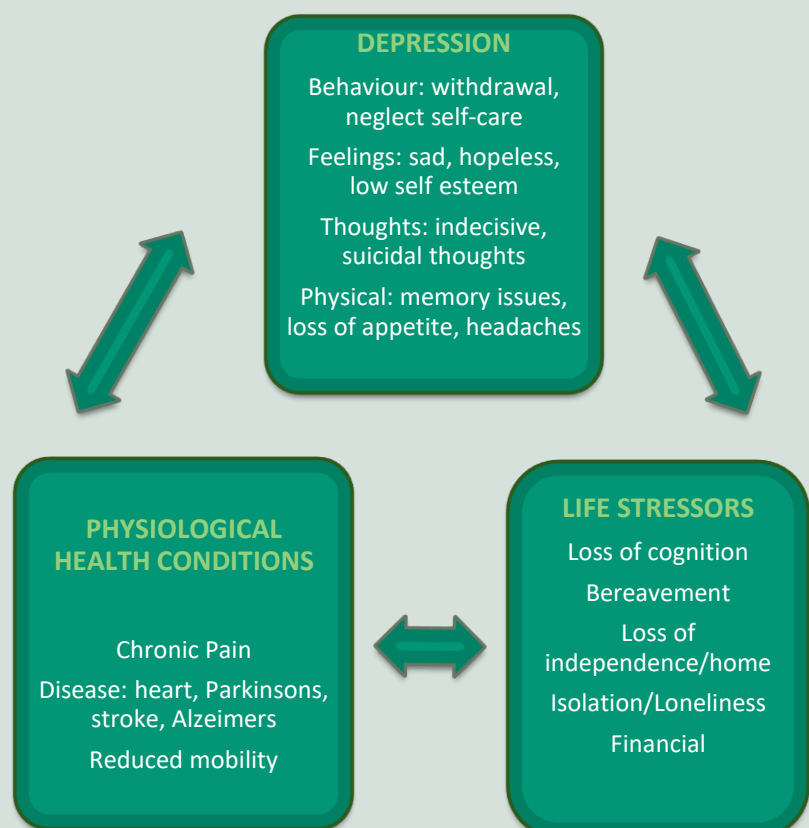 DEPRESSION
Behaviour: withdrawal,
neglect self-care
Feelings: sad, hopeless,
low self esteem
Thoughts: indecisive,
suicidal thoughts
Physical: memory issues,
loss of appetite, headaches
PHYSIOLOGICAL
HEALTH CONDITIONS
Chronic Pain
Disease: heart, Parkinsons,
stroke, Alzeimers
Reduced mobility
LIFE STRESSORS
Loss of cognition
Bereavement
Loss of
independence/home
Isolation/Loneliness
Financial